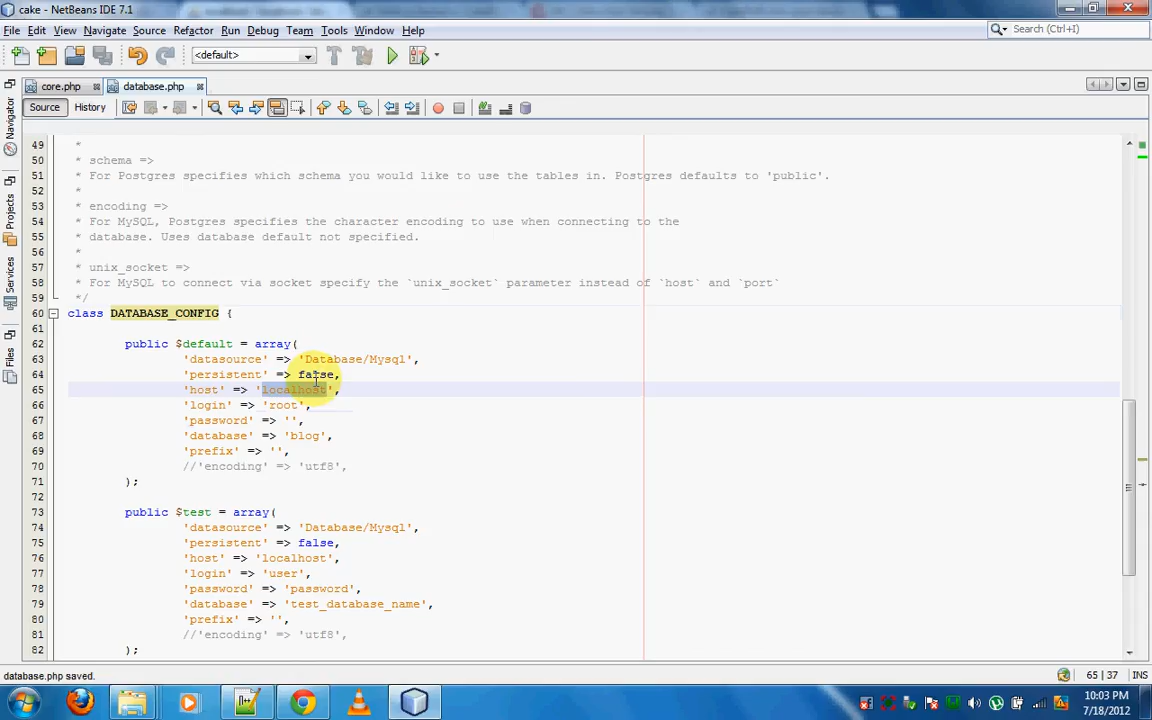 cake - NetBeans IDE 7.1
File Edit View Navigate Source Refactor Run Debug Team Tools Window Help
Search (Ctrl+I)
<default>
core.php database.php
Source History
Navigator
Projects
Services
Files
49 *
50 * schema =>
51 * For Postgres specifies which schema you would like to use the tables in. Postgres defaults to 'public'.
52 *
53 * encoding =>
54 * For MySQL, Postgres specifies the character encoding to use when connecting to the
55 * database. Uses database default not specified.
56 *
57 * unix_socket =>
58 * For MySQL to connect via socket specify the `unix_socket` parameter instead of `host` and `port`
59 */
60 class DATABASE_CONFIG {
61
62 public $default = array(
63 'datasource' => 'Database/Mysql',
64 'persistent' => false,
65 'host' => 'localhost',
66 'login' => 'root',
67 'password' => '',
68 'database' => 'blog',
69 'prefix' => '',
70 //'encoding' => 'utf8',
71 );
72
73 public $test = array(
74 'datasource' => 'Database/Mysql',
75 'persistent' => false,
76 'host' => 'localhost',
77 'login' => 'user',
78 'password' => 'password',
79 'database' => 'test_database_name',
80 'prefix' => '',
81 //'encoding' => 'utf8',
82 );
database.php saved.
65 | 37 INS
10:03 PM
7/18/2012